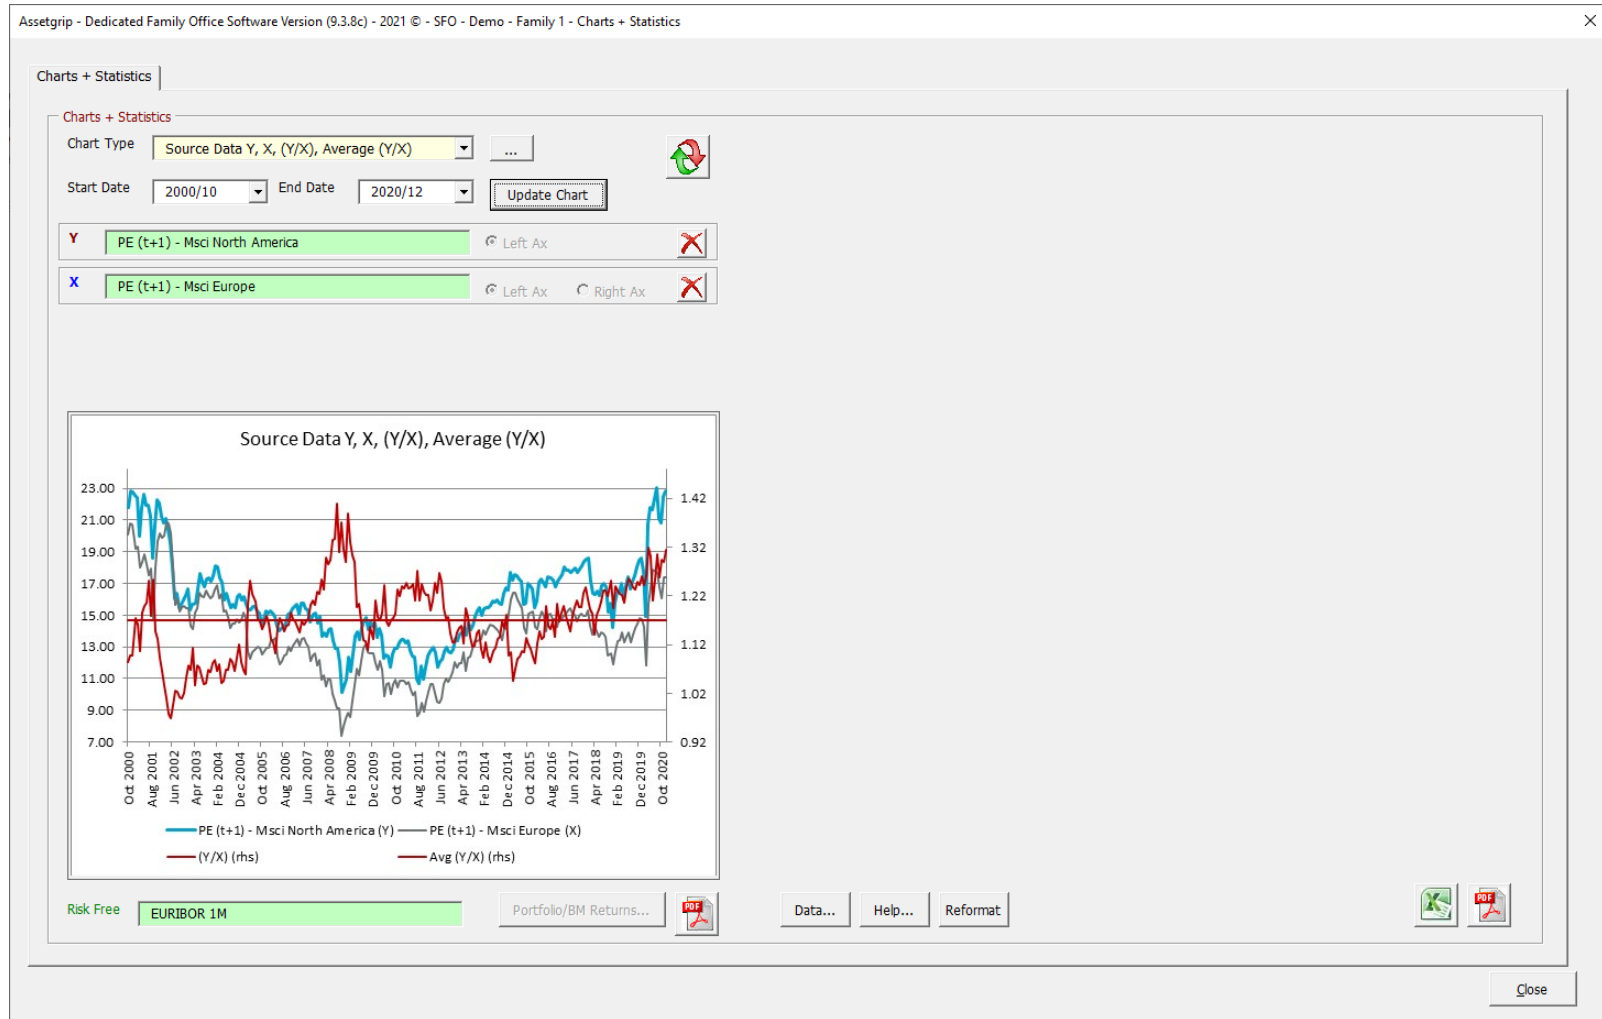 Assetgrip - Dedicated Family Office Software Version (9.3.8c) - 2021 © - SFO - Demo - Family 1 - Charts + Statistics
Charts + Statistics
Charts + Statistics
Chart Type Source Data Y, X, (Y/X), Average (Y/X) ...
Start Date 2000/10 End Date 2020/12 Update Chart
Y PE (t+1) - Msci North America Left Ax
X PE (t+1) - Msci Europe Left Ax Right Ax
Source Data Y, X, (Y/X), Average (Y/X)
23.00
21.00
19.00
17.00
15.00
13.00
11.00
9.00
7.00
1.42
1.32
1.22
1.12
1.02
0.92
Oct 2000
Aug 2001
Jun 2002
Apr 2003
Feb 2004
Dec 2004
Oct 2005
Aug 2006
Jun 2007
Apr 2008
Feb 2009
Dec 2009
Oct 2010
Aug 2011
Jun 2012
Apr 2013
Feb 2014
Dec 2014
Oct 2015
Aug 2016
Jun 2017
Apr 2018
Feb 2019
Dec 2019
Oct 2020
PE (t+1) - Msci North America (Y) PE (t+1) - Msci Europe (X)
(Y/X) (rhs) Avg (Y/X) (rhs)
Risk Free EURIBOR 1M Portfolio/BM Returns... PDF Data... Help... Reformat PDF
Close